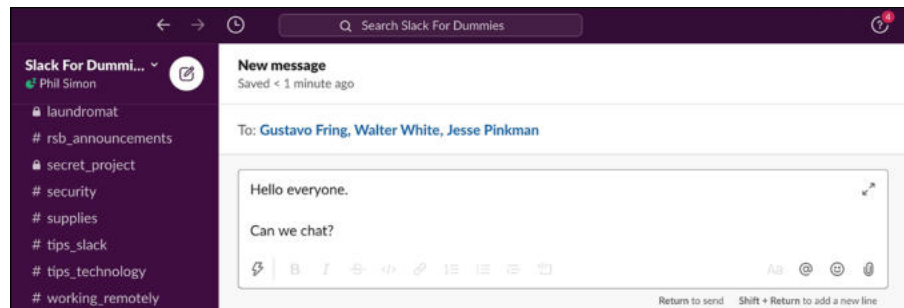 Search Slack For Dummies
4
Slack For Dummi...
Phil Simon
laundromat
# rsb_announcements
secret_project
# security
# supplies
# tips_slack
# tips_technology
# working_remotely
New message
Saved < 1 minute ago
To: Gustavo Fring, Walter White, Jesse Pinkman
Hello everyone.
Can we chat?
B I S </> Aa @
Return to send Shift + Return to add a new line